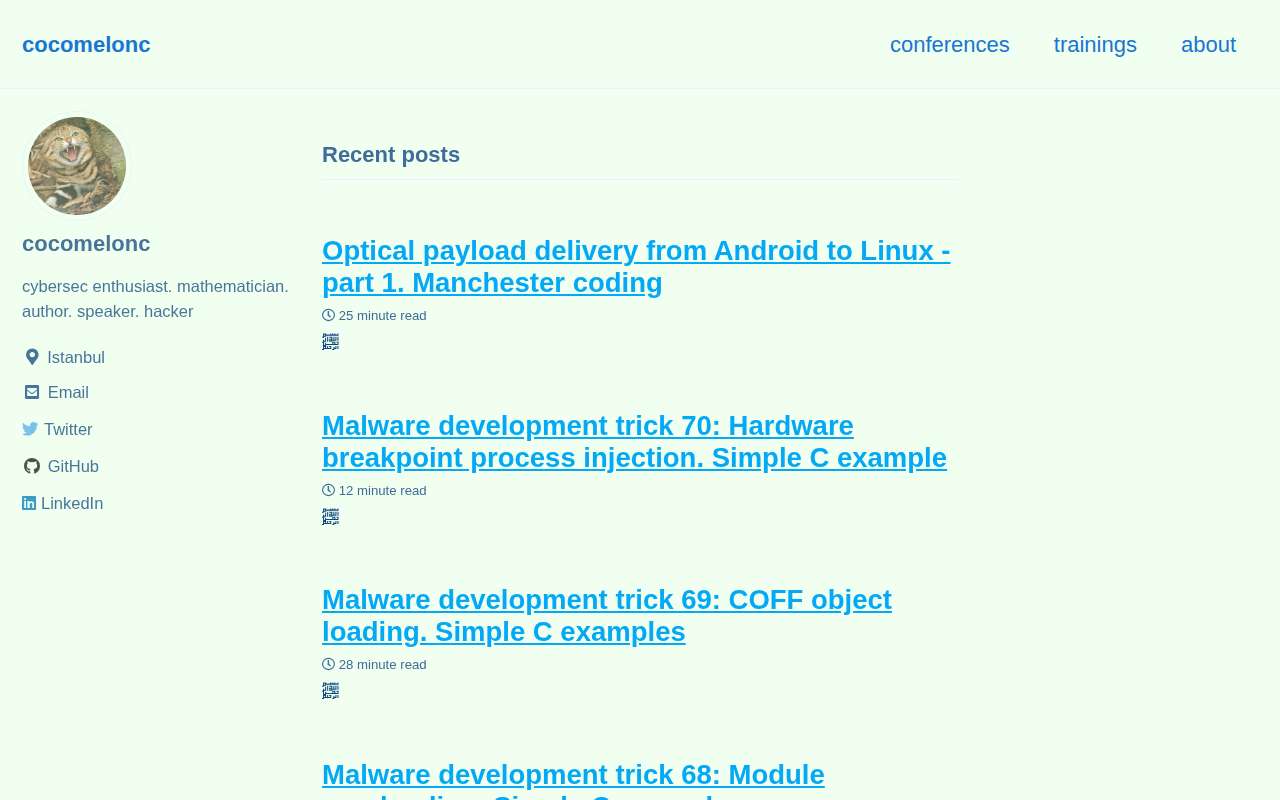 cocomelonc
conferences
trainings
about
cocomelonc
cybersec enthusiast. mathematician.
author. speaker. hacker
Istanbul
Email
Twitter
GitHub
LinkedIn
Recent posts
Optical payload delivery from Android to Linux -
part 1. Manchester coding
25 minute read
﷽
Malware development trick 70: Hardware
breakpoint process injection. Simple C example
12 minute read
﷽
Malware development trick 69: COFF object
loading. Simple C examples
28 minute read
﷽
Malware development trick 68: Module